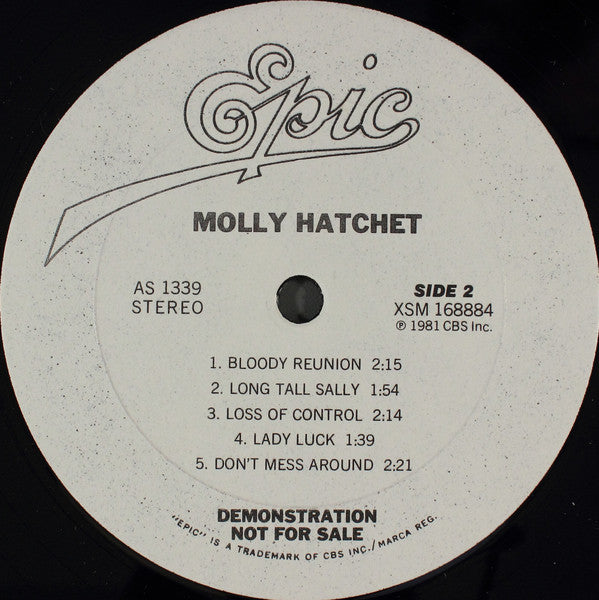 Epic
MOLLY HATCHET
AS 1339
STEREO
SIDE 2
XSM 168884
℗ 1981 CBS Inc.
1. BLOODY REUNION 2:15
2. LONG TALL SALLY 1:54
3. LOSS OF CONTROL 2:14
4. LADY LUCK 1:39
5. DON'T MESS AROUND 2:21
DEMONSTRATION
NOT FOR SALE
"EPIC" IS A TRADEMARK OF CBS INC./MARCA REG.